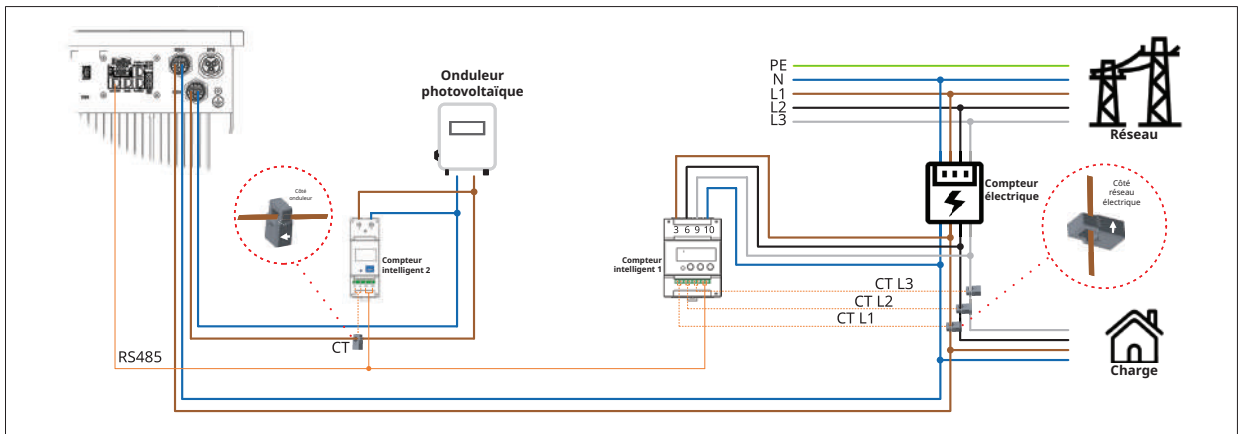 Onduleur
photovoltaïque
PE
N
L1
L2
L3
Réseau
Côté
onduleur
Compteur
intelligent 2
3 6 9 10
Compteur
intelligent 1
Compteur
électrique
Côté
réseau
électrique
CT L3
CT L2
CT L1
CT
RS485
Charge